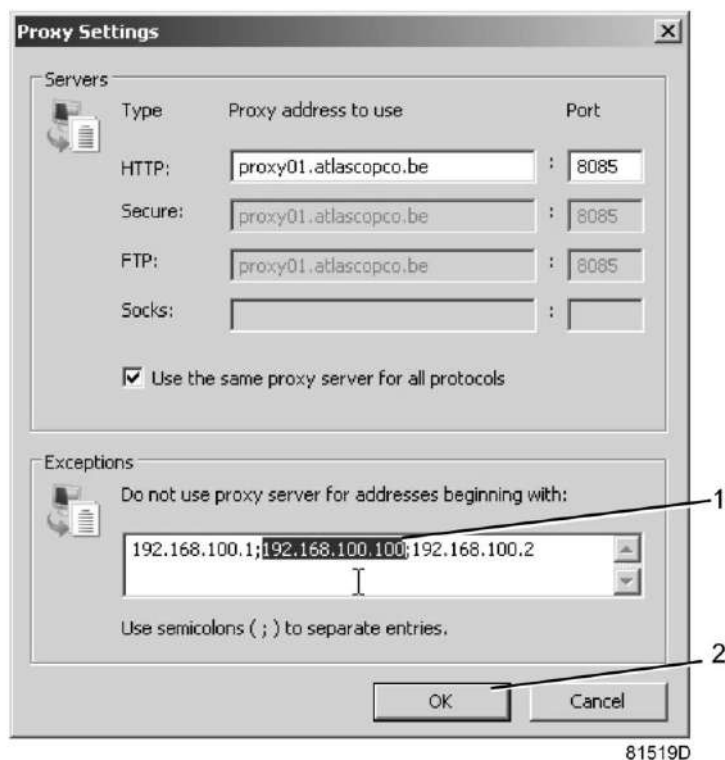 Proxy Settings
Servers
Type Proxy address to use Port
HTTP: proxy01.atlascopco.be : 8085
Secure: proxy01.atlascopco.be : 8085
FTP: proxy01.atlascopco.be : 8085
Socks: :
Use the same proxy server for all protocols
Exceptions
Do not use proxy server for addresses beginning with:
1
192.168.100.1;192.168.100.100;192.168.100.2
Use semicolons ( ; ) to separate entries.
2
OK Cancel
81519D